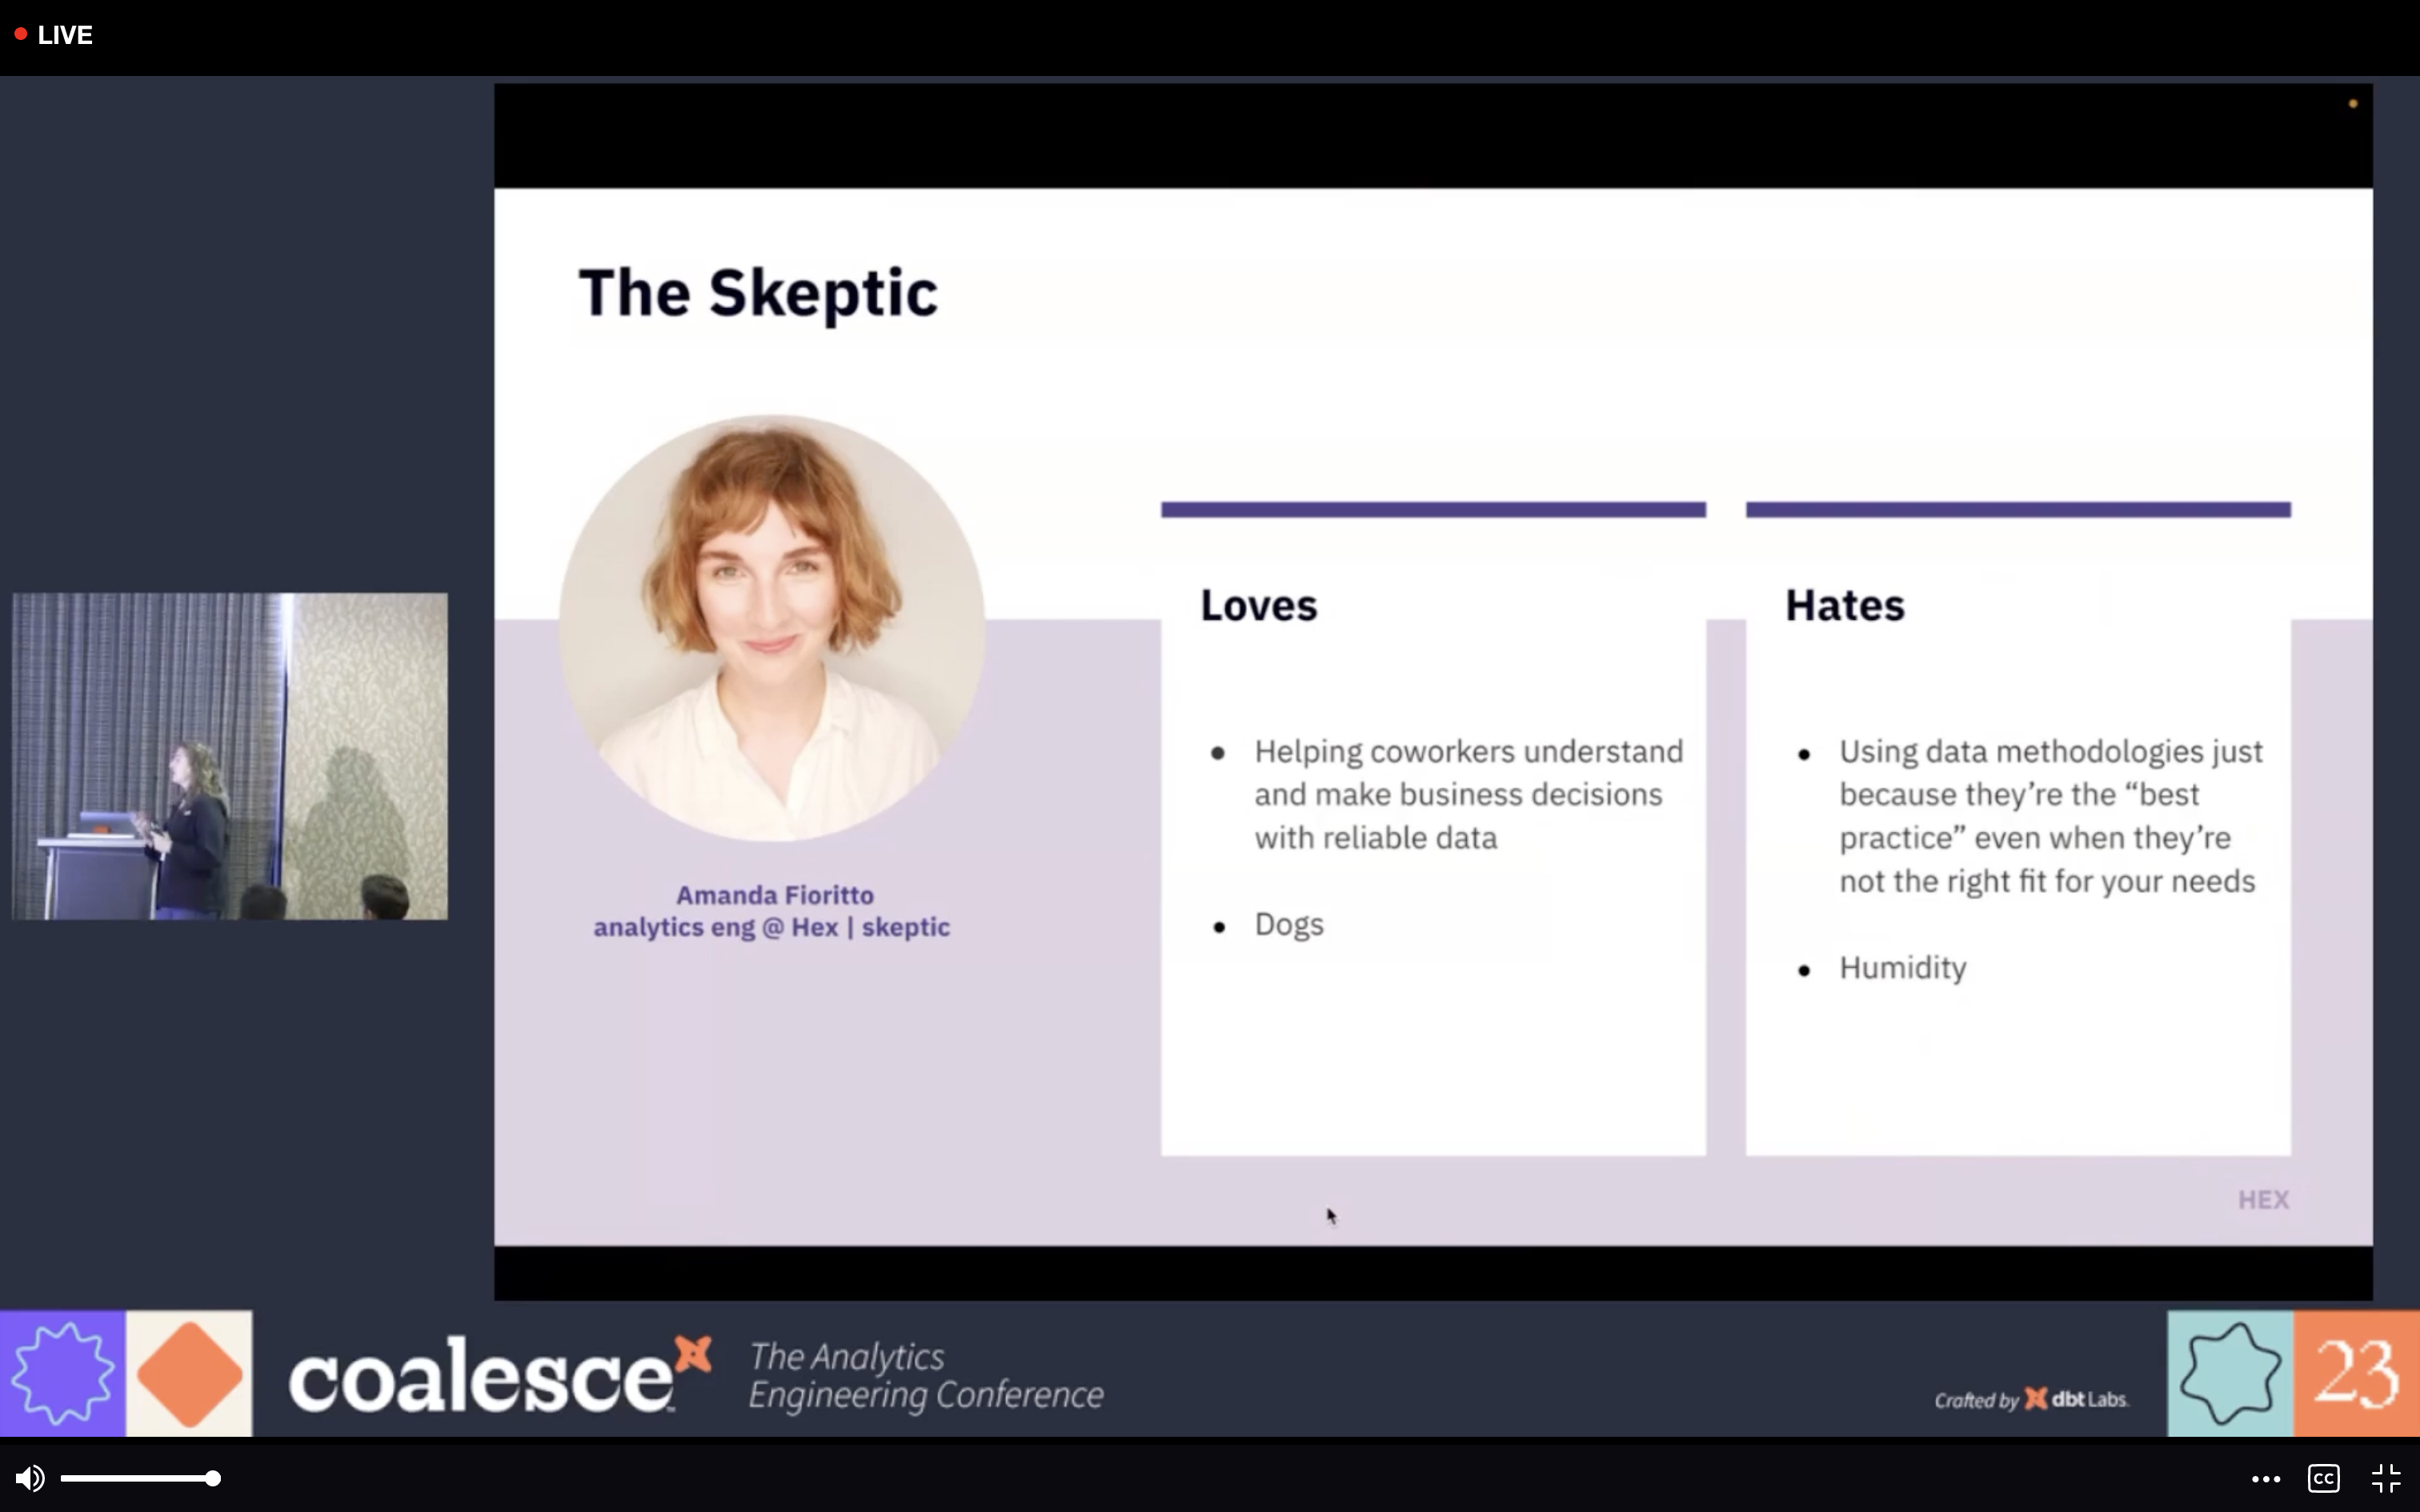 LIVE
The Skeptic
Amanda Fioritto
analytics eng @ Hex | skeptic
Loves
● Helping coworkers understand
and make business decisions
with reliable data
● Dogs
Hates
● Using data methodologies just
because they’re the “best
practice” even when they’re
not the right fit for your needs
● Humidity
HEX
coalesce™
The Analytics
Engineering Conference
Crafted by dbt Labs.
23
CC